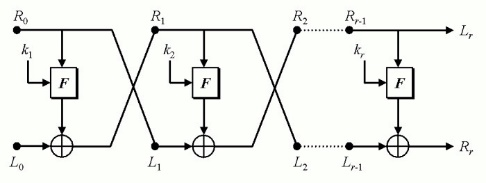 R₀ R₁ R₂ Rᵣ₋₁ Lᵣ
k₁ k₂ kᵣ
F F F
L₀ L₁ L₂ Lᵣ₋₁ Rᵣ